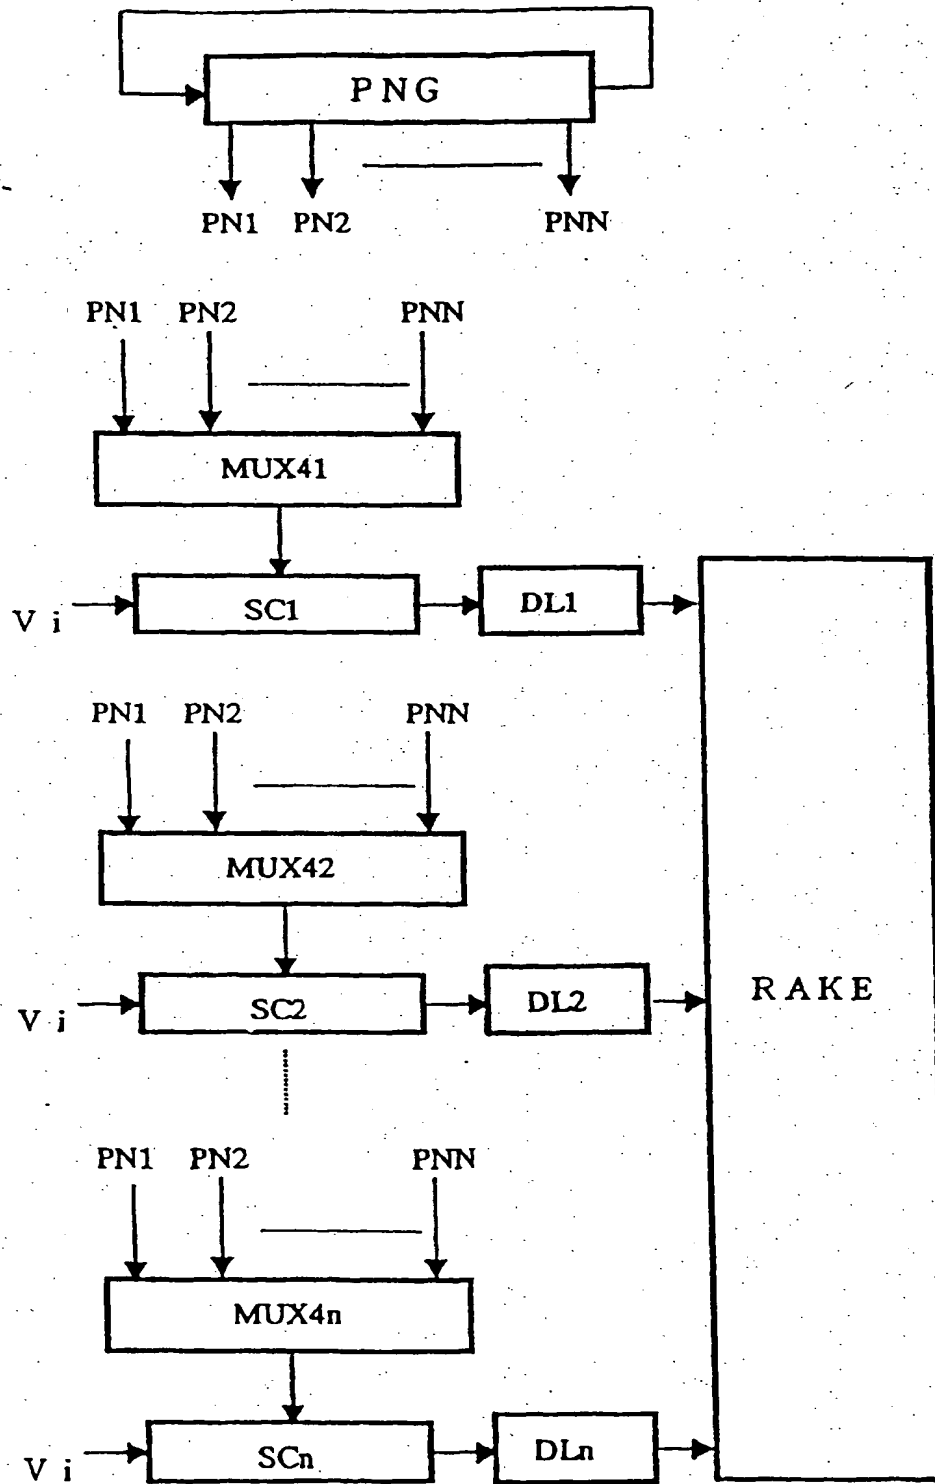 PNG
PN1 PN2 PNN
PN1 PN2 PNN
MUX41
V i SC1 DL1
PN1 PN2 PNN
MUX42
RAKE
V i SC2 DL2
PN1 PN2 PNN
MUX4n
V i SCn DLn